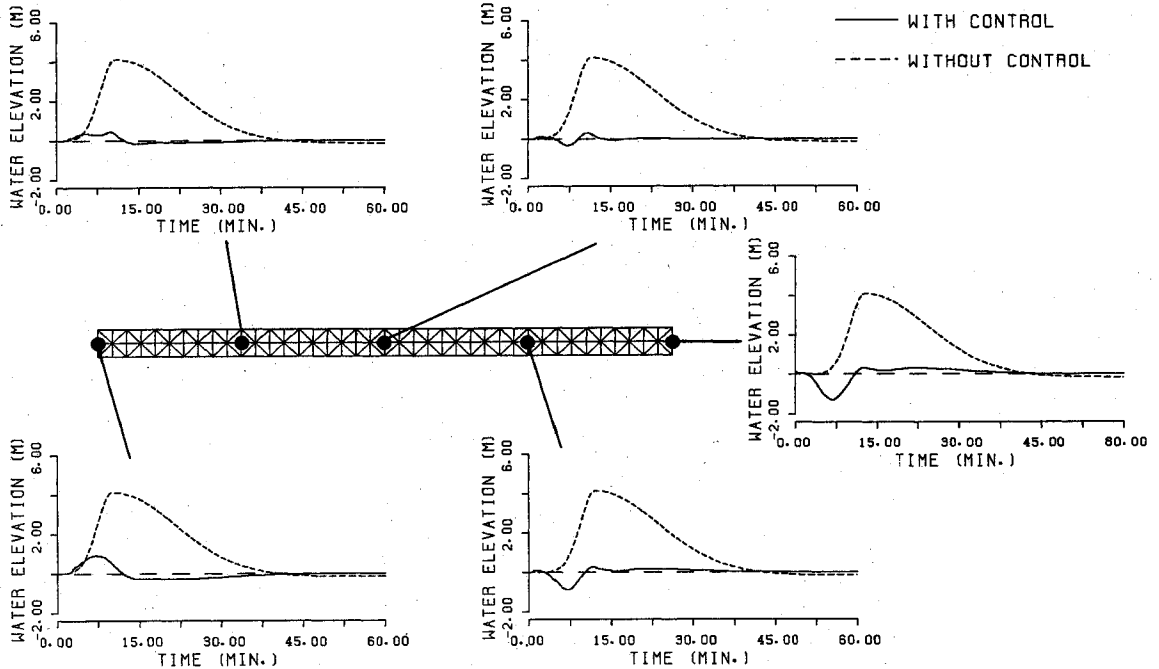 WITH CONTROL
WITHOUT CONTROL
WATER ELEVATION (M)
6.00
2.00
-2.00
0.00 15.00 30.00 45.00 60.00
TIME (MIN.)
WATER ELEVATION (M)
6.00
2.00
-2.00
0.00 15.00 30.00 45.00 60.00
TIME (MIN.)
WATER ELEVATION (M)
6.00
2.00
-2.00
0.00 15.00 30.00 45.00 80.00
TIME (MIN.)
WATER ELEVATION (M)
6.00
2.00
-2.00
0.00 15.00 30.00 45.00 60.00
TIME (MIN.)
WATER ELEVATION (M)
6.00
2.00
-2.00
0.00 15.00 30.00 45.00 60.00
TIME (MIN.)